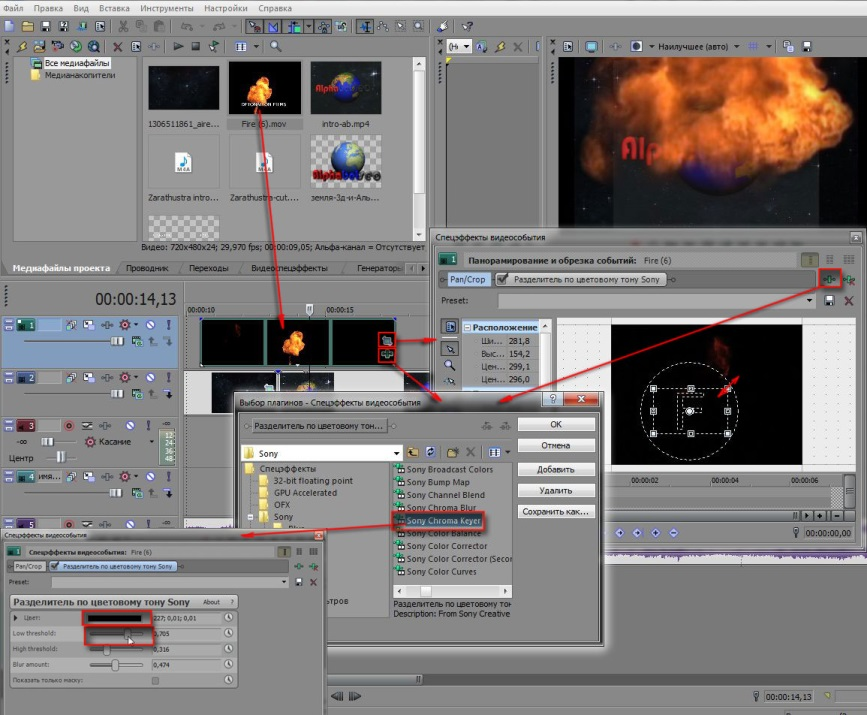 Файл Правка Вид Вставка Инструменты Настройки Справка
Наилучшее (авто)
Все медиафайлы
Медианакопители
1306511861_aire...
Fire (6).mov
intro-ab.mp4
Zarathustra intro...
Zarathustra-cut....
земля-3д-и-Аль...
Видео: 720x480x24; 29,970 fps; 00:00:09,05; Альфа-канал = Отсутствует
Медиафайлы проекта Проводник Переходы Видеоспецэффекты Генераторы
00:00:14,13
00:00:10
00:00:15
Спецэффекты видеособытия
1 Панорамирование и обрезка событий: Fire (6)
Pan/Crop Разделитель по цветовому тону Sony
Preset:
Расположение
Ши... 281,8
Выс... 154,2
Цен... 299,1
Цен... 296,0
00:00:02 00:00:04 00:00:06
00:00:00,00
1
2
3
-∞ Касание
Центр
12-
24-
36-
48-
4 имя...
5
Выбор плагинов - Спецэффекты видеособытия
Разделитель по цветовому тон...
Sony
Спецэффекты
32-bit floating point
GPU Accelerated
OFX
Sony
Sony Broadcast Colors
Sony Bump Map
Sony Channel Blend
Sony Chroma Blur
Sony Chroma Keyer
Sony Color Balance
Sony Color Corrector
Sony Color Corrector (Secor
Sony Color Curves
OK
Отмена
Добавить
Удалить
Сохранить как...
Разделитель по цветовому тон
Description: From Sony Creative
Спецэффекты видеособытия
1 Спецэффекты видеособытия: Fire (6)
Pan/Crop Разделитель по цветовому тону Sony
Preset:
Разделитель по цветовому тону Sony About ?
Цвет: 227; 0,01; 0,01
Low threshold: 0,705
High threshold: 0,316
Blur amount: 0,474
Показать только маску:
00:00:14,13